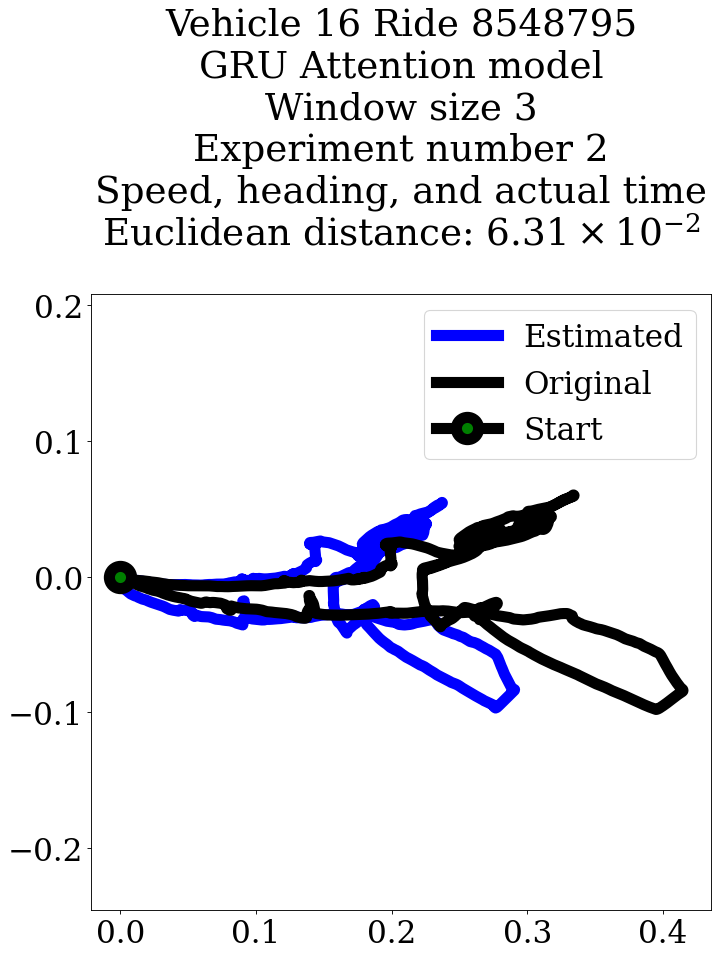 Vehicle 16 Ride 8548795
GRU Attention model
Window size 3
Experiment number 2
Speed, heading, and actual time
Euclidean distance: 6.31 × 10⁻²
Estimated
Original
Start
0.2
0.1
0.0
−0.1
−0.2
0.0 0.1 0.2 0.3 0.4